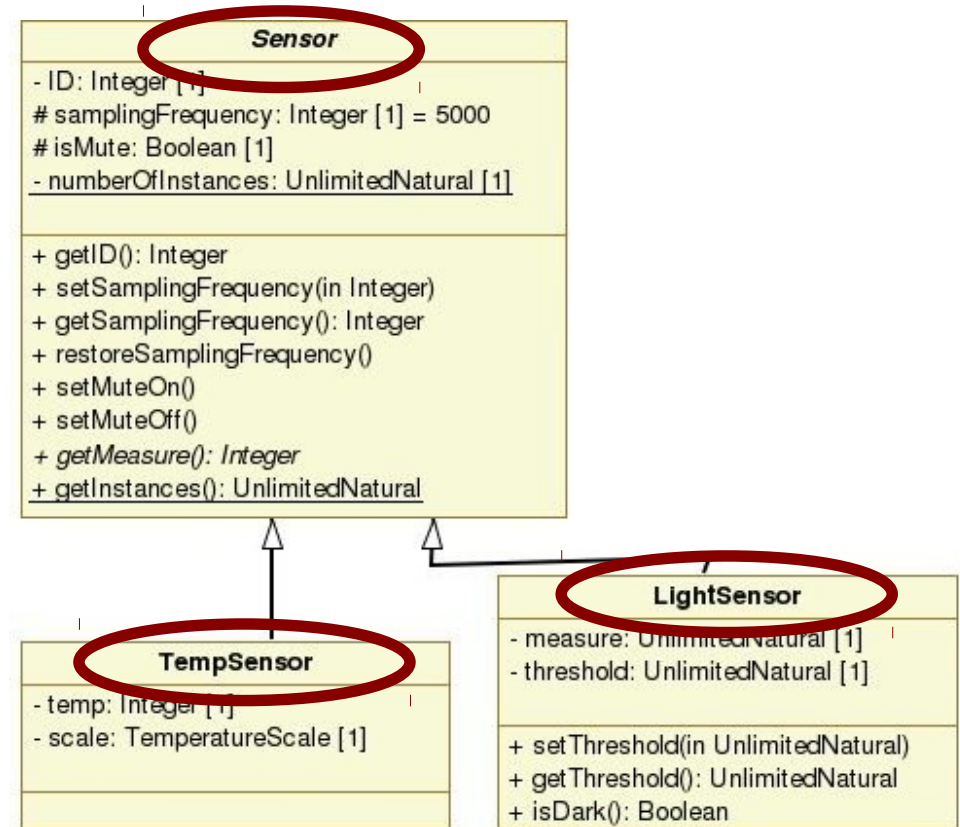 Sensor
- ID: Integer [1]
# samplingFrequency: Integer [1] = 5000
# isMute: Boolean [1]
- numberOfInstances: UnlimitedNatural [1]
+ getID(): Integer
+ setSamplingFrequency(in Integer)
+ getSamplingFrequency(): Integer
+ restoreSamplingFrequency()
+ setMuteOn()
+ setMuteOff()
+ getMeasure(): Integer
+ getInstances(): UnlimitedNatural
TempSensor
- temp: Integer [1]
- scale: TemperatureScale [1]
LightSensor
- measure: UnlimitedNatural [1]
- threshold: UnlimitedNatural [1]
+ setThreshold(in UnlimitedNatural)
+ getThreshold(): UnlimitedNatural
+ isDark(): Boolean